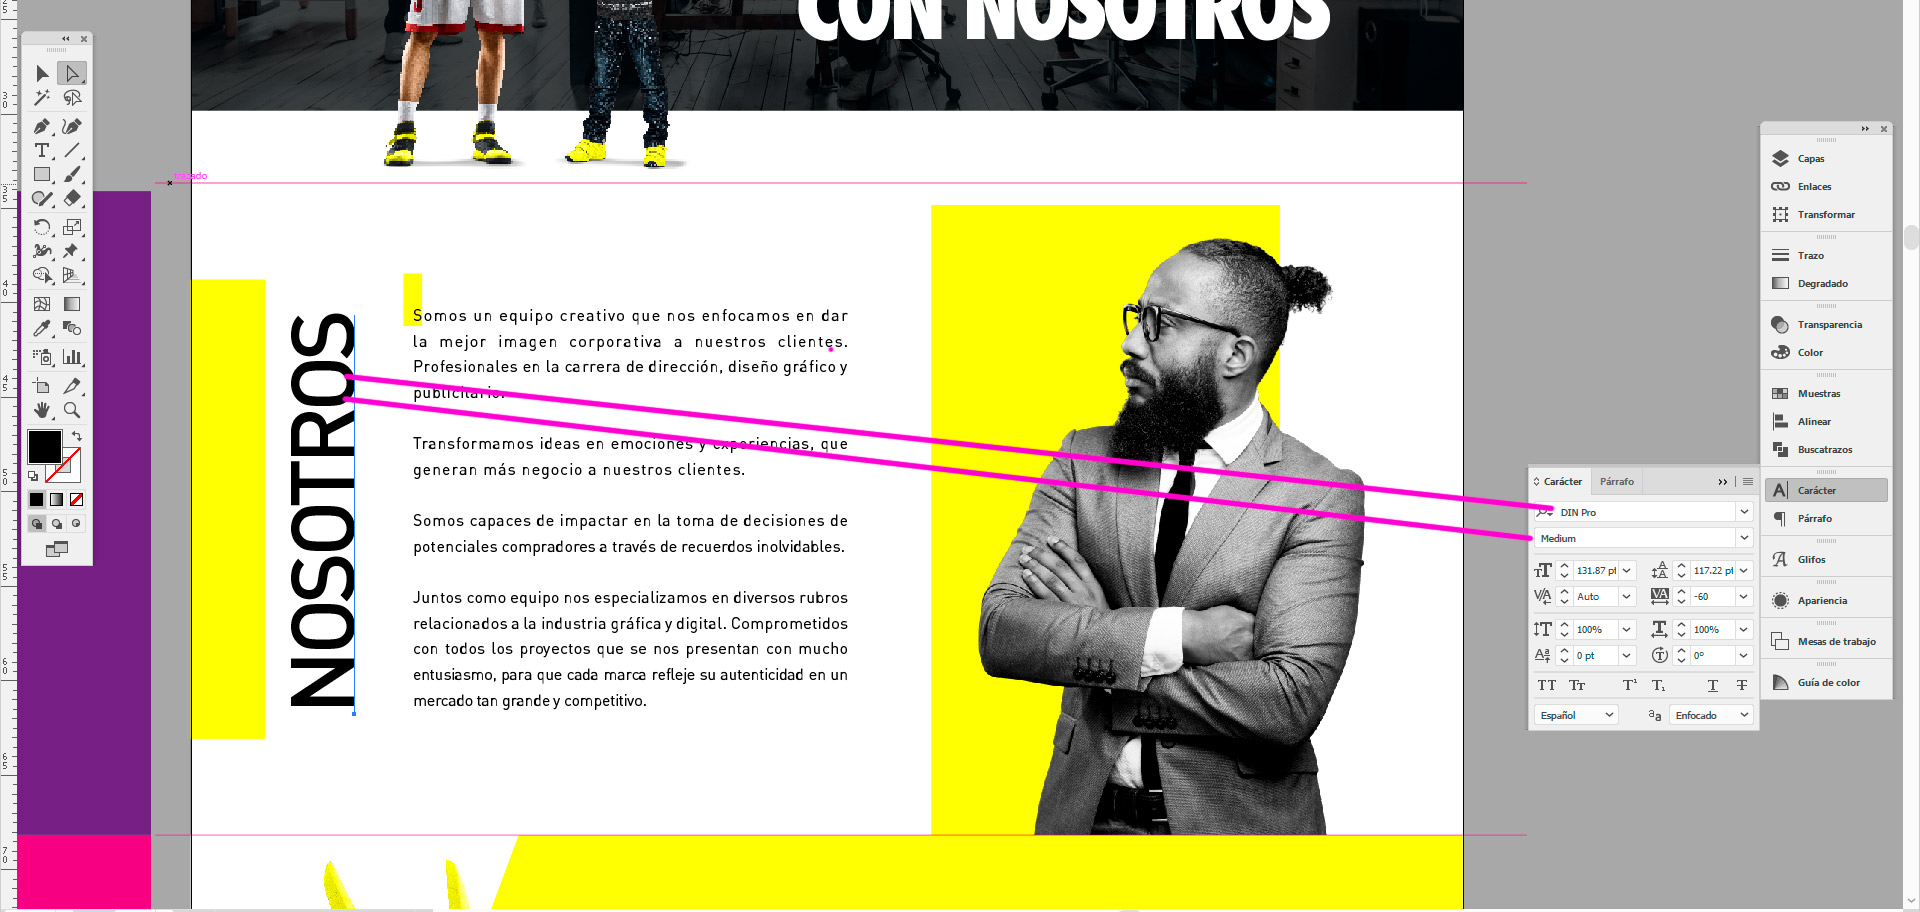 CON NOSOTROS
trazado
NOSOTROS
Somos un equipo creativo que nos enfocamos en dar
la mejor imagen corporativa a nuestros clientes.
Profesionales en la carrera de dirección, diseño gráfico y
publicitario.
Transformamos ideas en emociones y experiencias, que
generan más negocio a nuestros clientes.
Somos capaces de impactar en la toma de decisiones de
potenciales compradores a través de recuerdos inolvidables.
Juntos como equipo nos especializamos en diversos rubros
relacionados a la industria gráfica y digital. Comprometidos
con todos los proyectos que se nos presentan con mucho
entusiasmo, para que cada marca refleje su autenticidad en un
mercado tan grande y competitivo.
Carácter Párrafo
DIN Pro
Medium
131.87 pt 117.22 pt
Auto -60
100% 100%
0 pt 0°
Español Enfocado
Capas
Enlaces
Transformar
Trazo
Degradado
Transparencia
Color
Muestras
Alinear
Buscatrazos
Carácter
Párrafo
Glifos
Apariencia
Mesas de trabajo
Guía de color